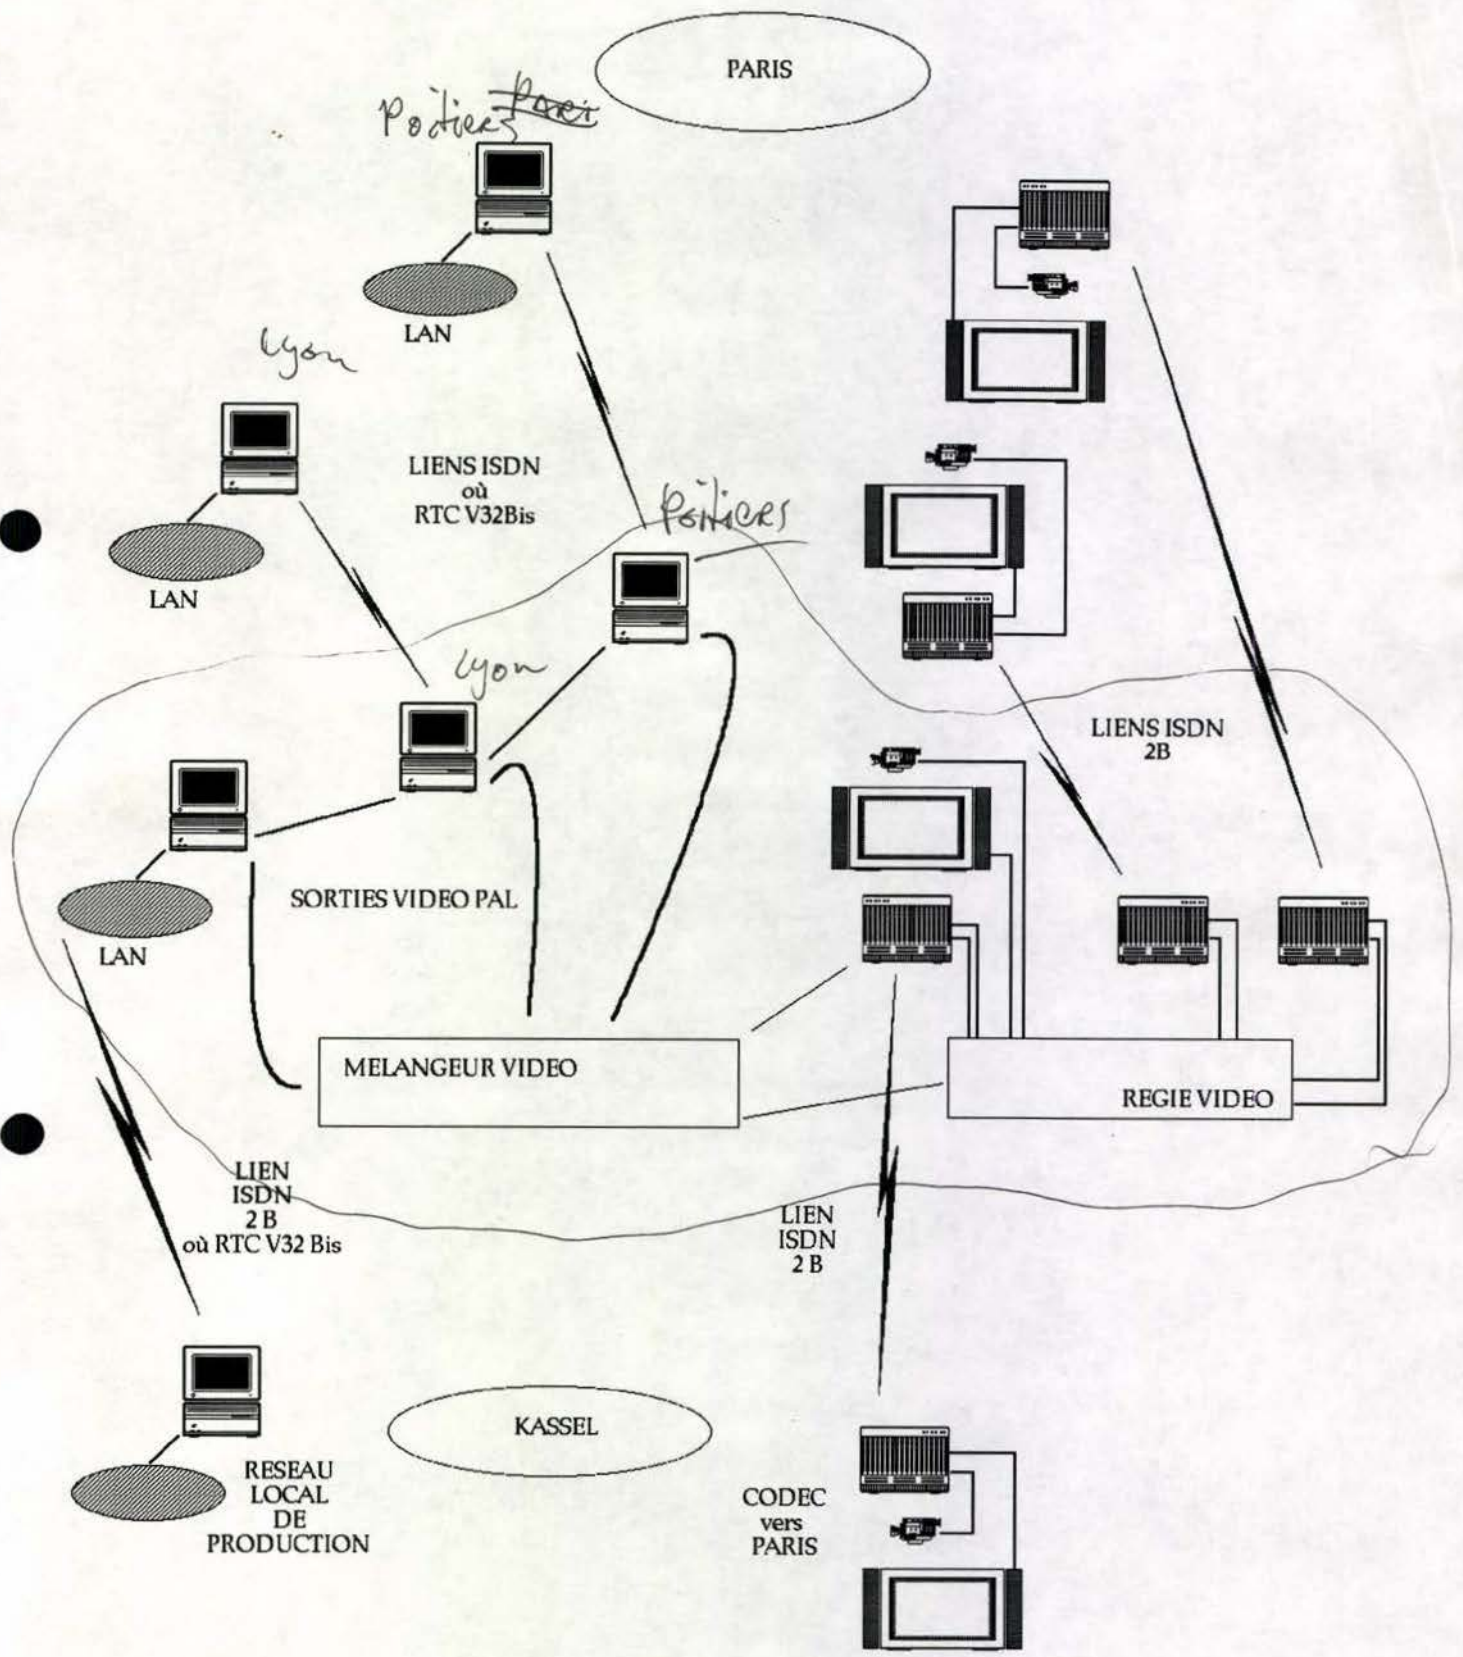 PARIS
Poitiers Pari
LAN
Lyon
LIENS ISDN
où
RTC V32Bis
LAN
Poitiers
Lyon
LIENS ISDN
2B
SORTIES VIDEO PAL
LAN
MELANGEUR VIDEO
REGIE VIDEO
LIEN
ISDN
2 B
où RTC V32 Bis
LIEN
ISDN
2 B
KASSEL
RESEAU
LOCAL
DE
PRODUCTION
CODEC
vers
PARIS